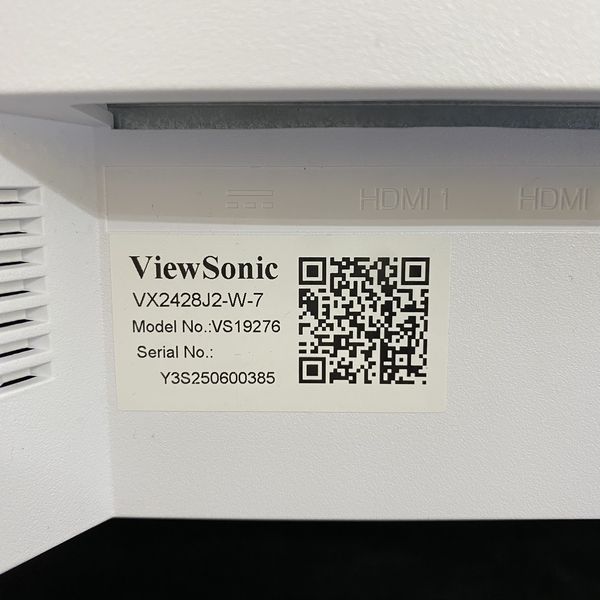 HDMI 1
HDMI
ViewSonic
VX2428J2-W-7
Model No.:VS19276
Serial No.:
Y3S250600385